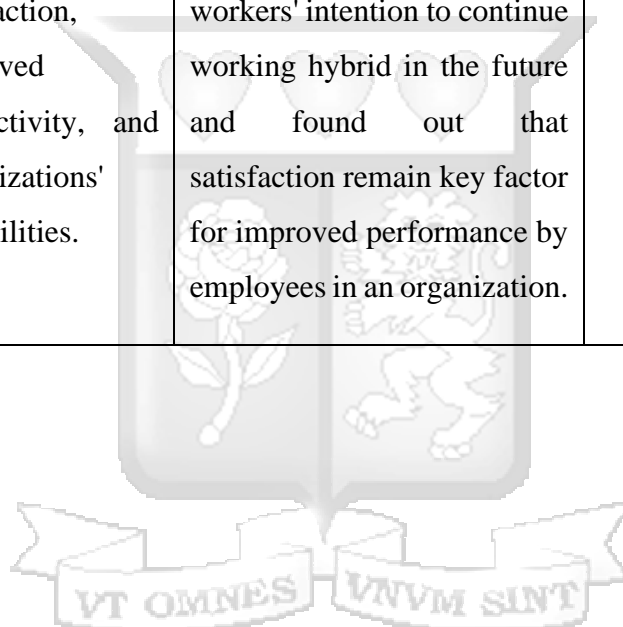 action,
ved
ctivity, and
izations'
ilities.
workers' intention to continue
working hybrid in the future
and found out that
satisfaction remain key factor
for improved performance by
employees in an organization.
VT OMNES VNVM SINT